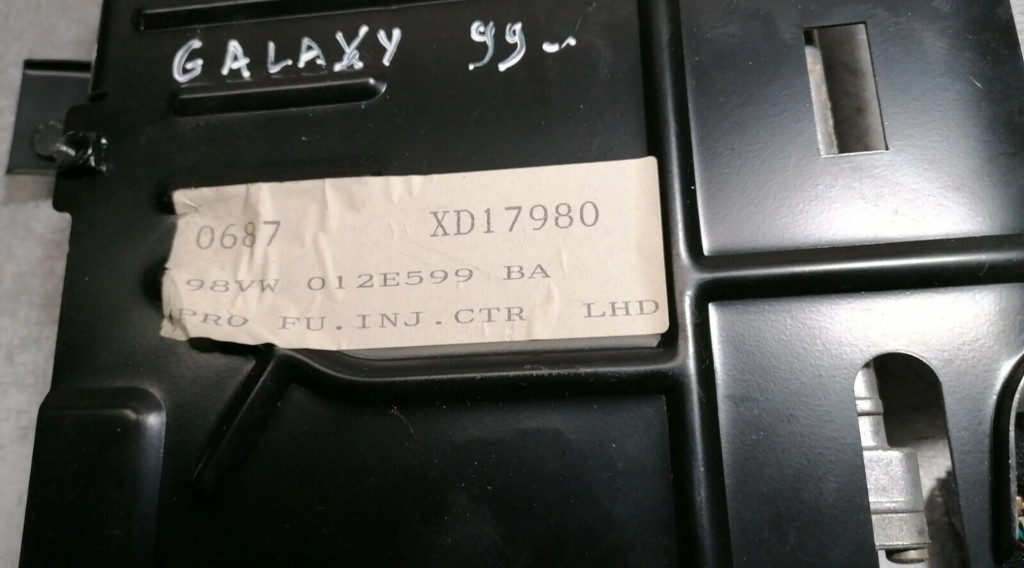 GALAXY 99-
0687 XD17980
98VW 012E599 BA
PRO FU.INJ.CTR LHD